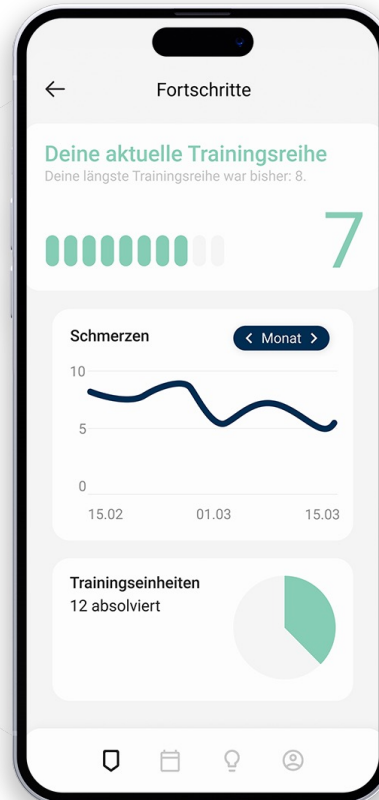 Fortschritte
Deine aktuelle Trainingsreihe
Deine längste Trainingsreihe war bisher: 8.
7
Schmerzen
Monat
10
5
0
15.02 01.03 15.03
Trainingseinheiten
12 absolviert